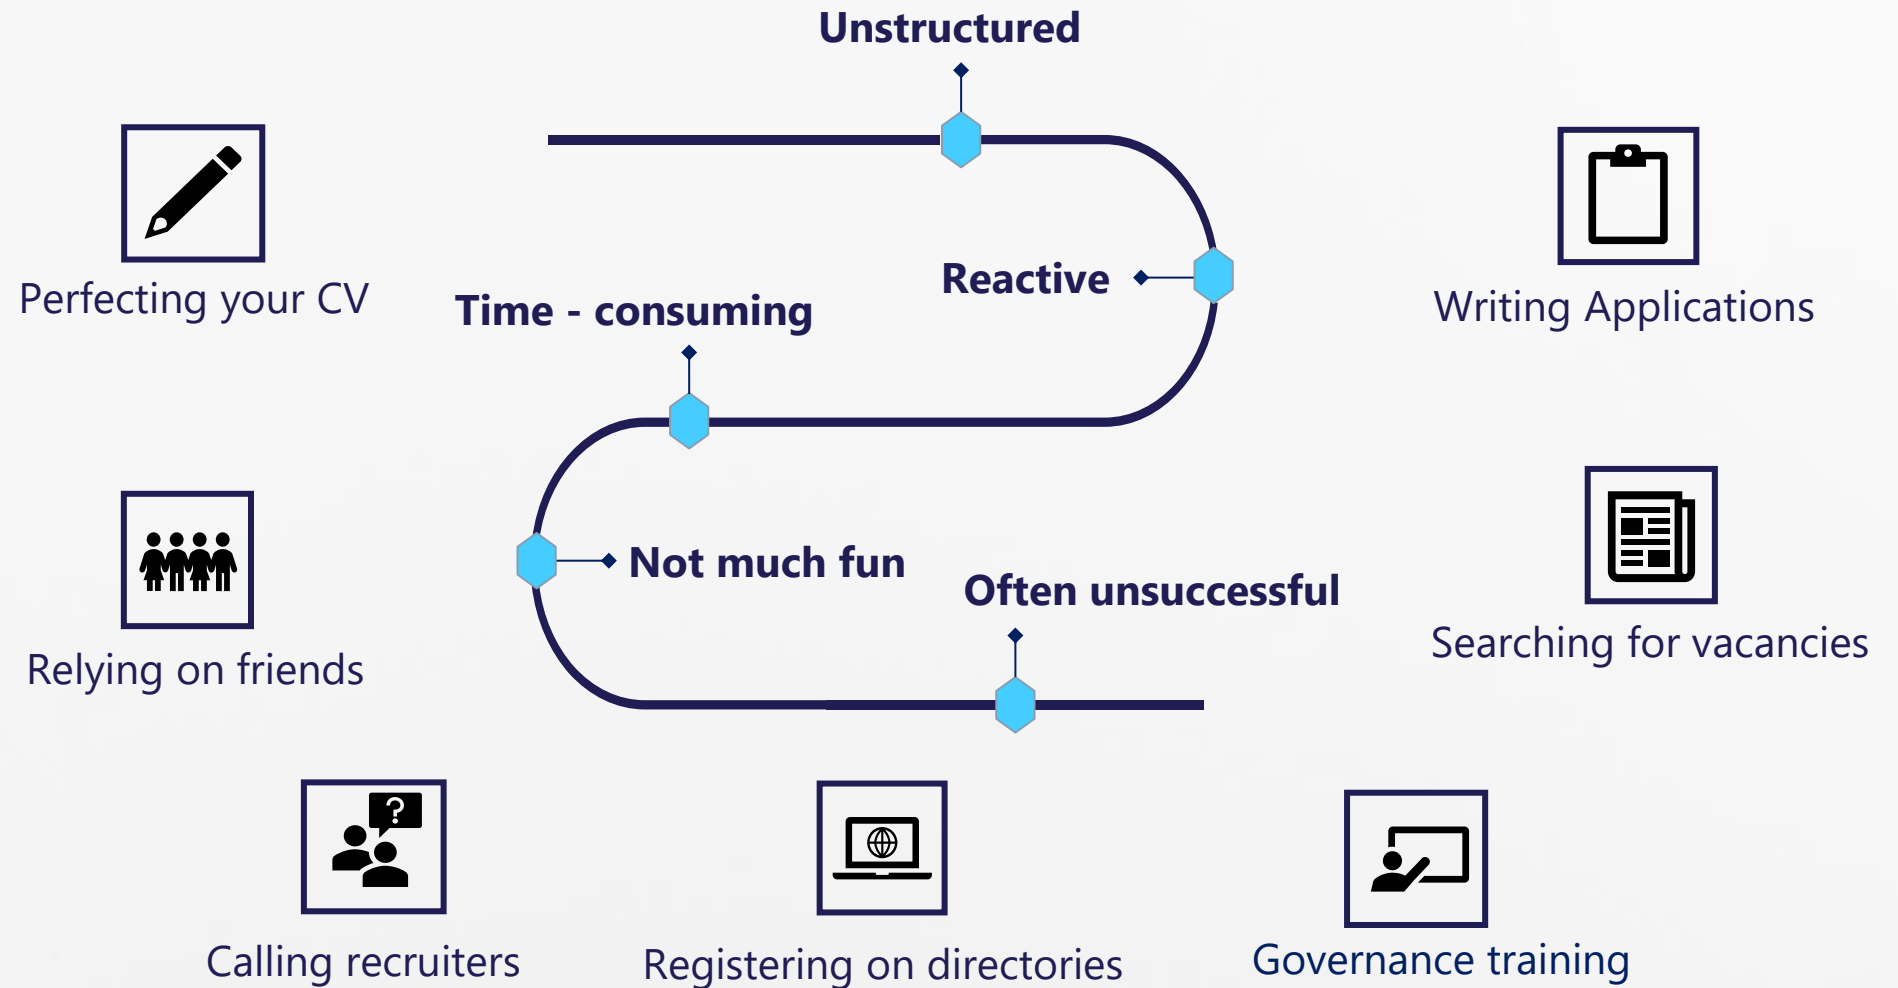 Unstructured
Perfecting your CV
Reactive
Time - consuming
Writing Applications
Relying on friends
Not much fun
Often unsuccessful
Searching for vacancies
?
Calling recruiters
Registering on directories
Governance training